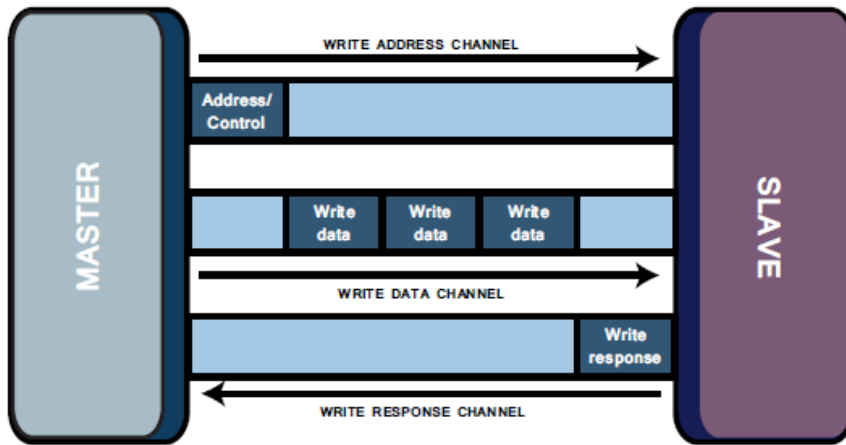 WRITE ADDRESS CHANNEL
MASTER
Address/
Control
SLAVE
Write
data
Write
data
Write
data
WRITE DATA CHANNEL
Write
response
WRITE RESPONSE CHANNEL